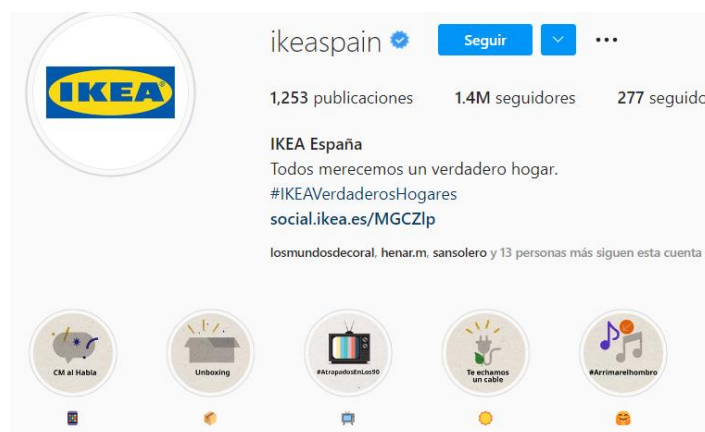 IKEA
ikeaspain Seguir
1,253 publicaciones 1.4M seguidores 277 seguido
IKEA España
Todos merecemos un verdadero hogar.
#IKEAVerdaderosHogares
social.ikea.es/MGCZlp
losmundosdecoral, henar.m, sansolero y 13 personas más siguen esta cuenta
CM al Habla
Unboxing
#AtrapadosEnLos90
Te echamos
un cable
#Arrimarelhombro